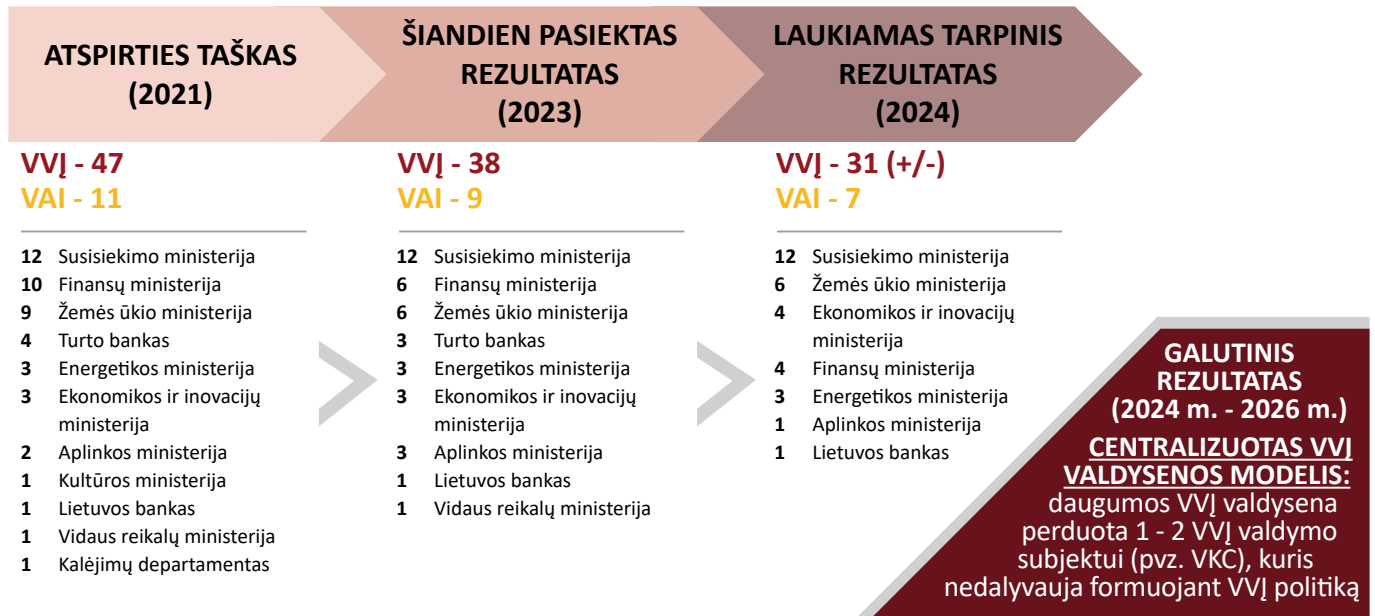 ATSPIRTIES TAŠKAS
(2021)
ŠIANDIEN PASIEKTAS
REZULTATAS
(2023)
LAUKIAMAS TARPINIS
REZULTATAS
(2024)
VVĮ - 47
VAI - 11
12 Susisiekimo ministerija
10 Finansų ministerija
9 Žemės ūkio ministerija
4 Turto bankas
3 Energetikos ministerija
3 Ekonomikos ir inovacijų
ministerija
2 Aplinkos ministerija
1 Kultūros ministerija
1 Lietuvos bankas
1 Vidaus reikalų ministerija
1 Kalėjimų departamentas
VVĮ - 38
VAI - 9
12 Susisiekimo ministerija
6 Finansų ministerija
6 Žemės ūkio ministerija
3 Turto bankas
3 Energetikos ministerija
3 Ekonomikos ir inovacijų
ministerija
3 Aplinkos ministerija
1 Lietuvos bankas
1 Vidaus reikalų ministerija
VVĮ - 31 (+/-)
VAI - 7
12 Susisiekimo ministerija
6 Žemės ūkio ministerija
4 Ekonomikos ir inovacijų
ministerija
4 Finansų ministerija
3 Energetikos ministerija
1 Aplinkos ministerija
1 Lietuvos bankas
GALUTINIS
REZULTATAS
(2024 m. - 2026 m.)
CENTRALIZUOTAS VVĮ
VALDYSENOS MODELIS:
daugumos VVĮ valdysena
perduota 1 - 2 VVĮ valdymo
subjektui (pvz. VKC), kuris
nedalyvauja formuojant VVĮ politiką